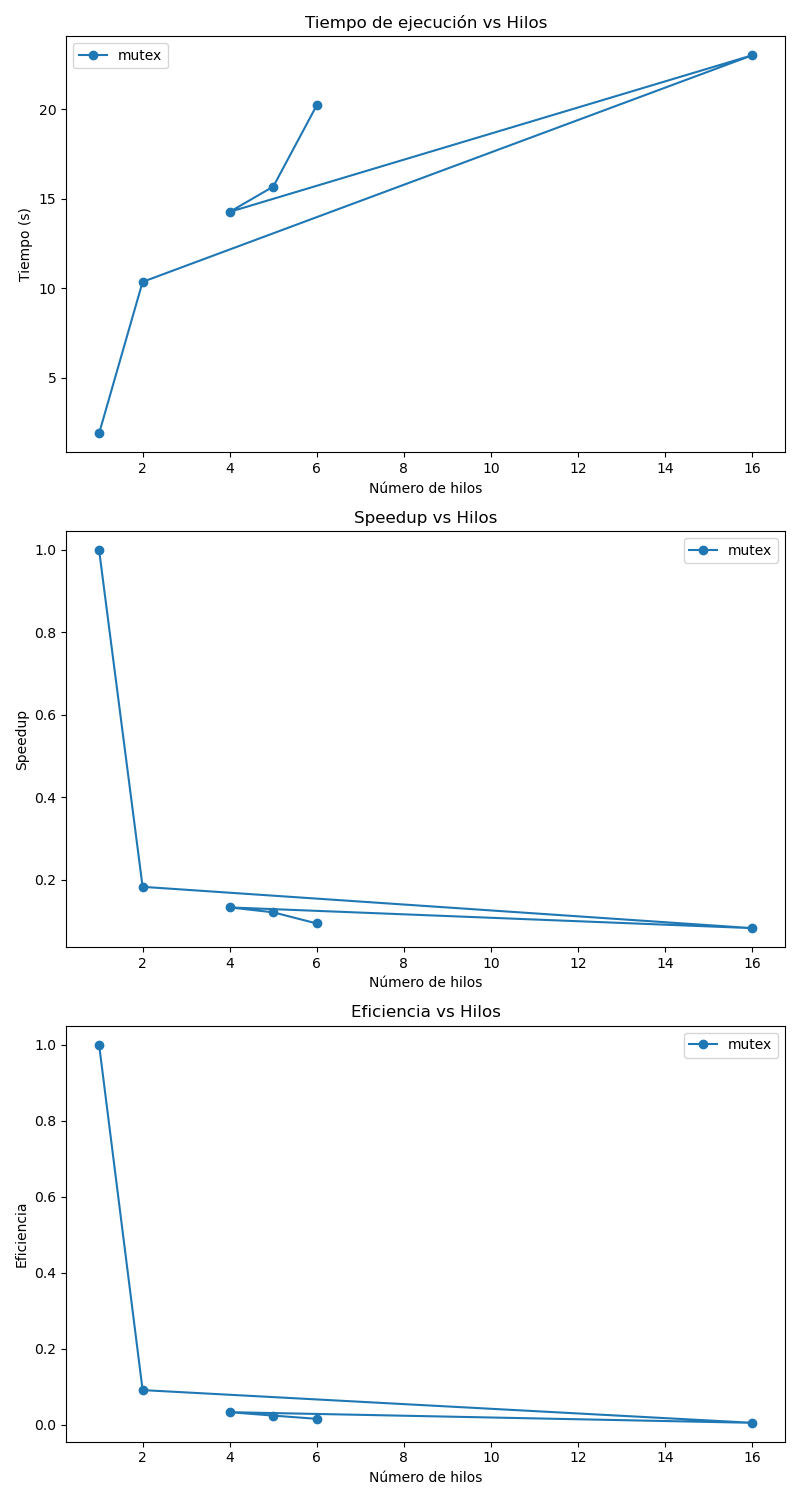 Tiempo de ejecución vs Hilos
mutex
20
15
10
5
Tiempo (s)
2 4 6 8 10 12 14 16
Número de hilos
Speedup vs Hilos
mutex
1.0
0.8
0.6
0.4
0.2
Speedup
2 4 6 8 10 12 14 16
Número de hilos
Eficiencia vs Hilos
mutex
1.0
0.8
0.6
0.4
0.2
0.0
Eficiencia
2 4 6 8 10 12 14 16
Número de hilos